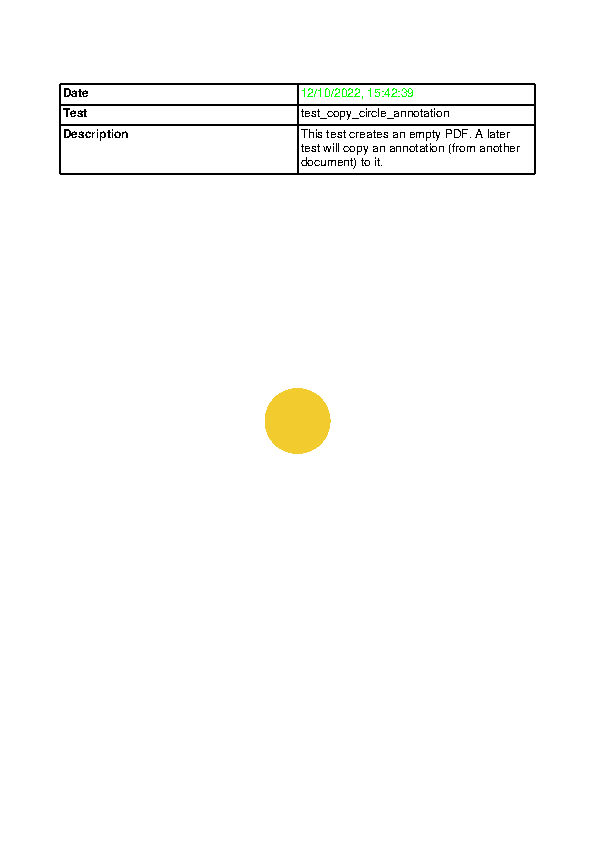 Date 12/10/2022, 15:42:39
Test test_copy_circle_annotation
Description This test creates an empty PDF. A later
test will copy an annotation (from another
document) to it.